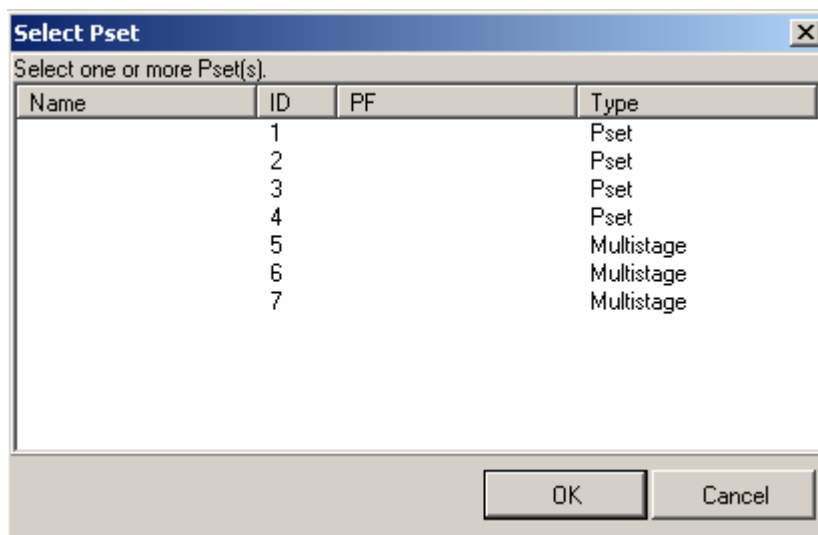 Select Pset
Select one or more Pset(s).
Name ID PF Type
1 Pset
2 Pset
3 Pset
4 Pset
5 Multistage
6 Multistage
7 Multistage
OK Cancel